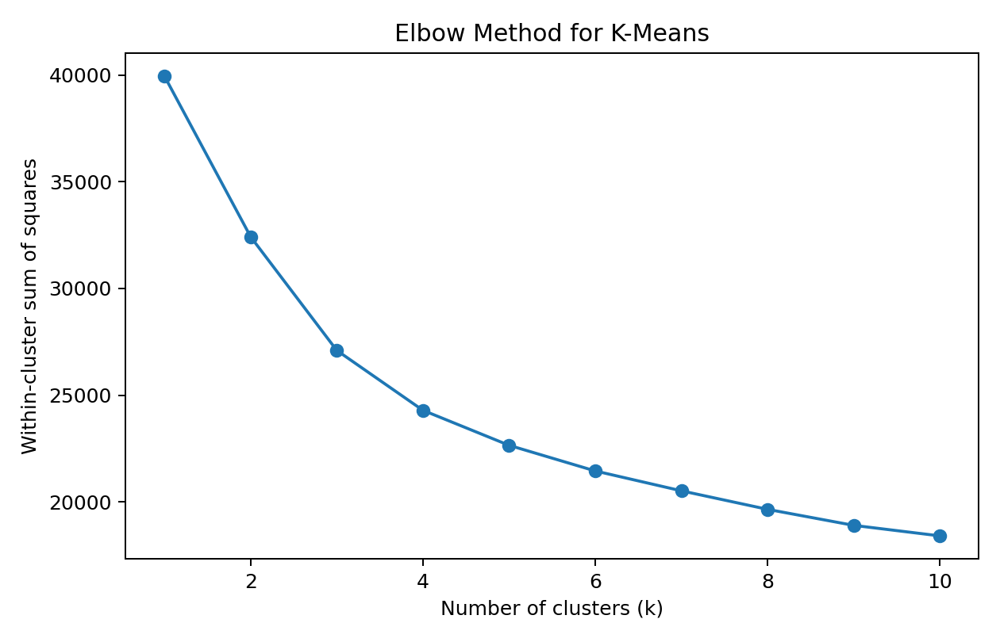 Elbow Method for K-Means
Within-cluster sum of squares
40000
35000
30000
25000
20000
2 4 6 8 10
Number of clusters (k)